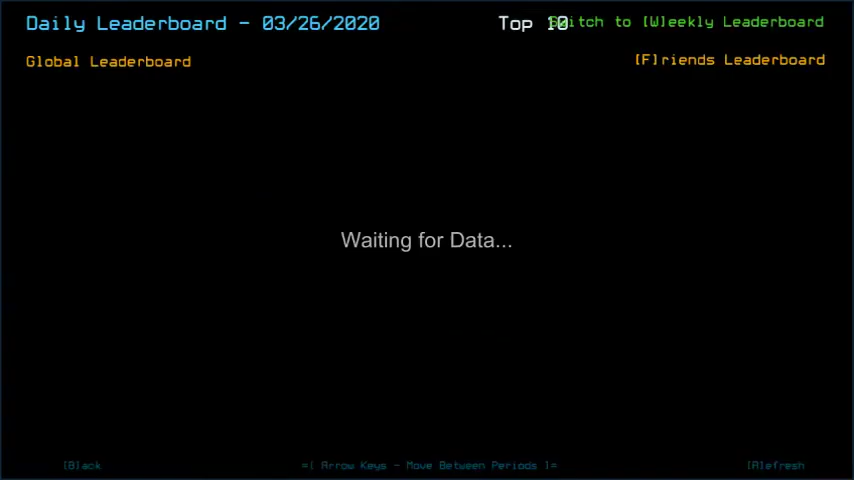 Daily Leaderboard - 03/26/2020
Top 10
Switch to [W]eekly Leaderboard
Global Leaderboard
[F]riends Leaderboard
Waiting for Data...
[B]ack
=[ Arrow Keys - Move Between Periods ]=
[R]efresh